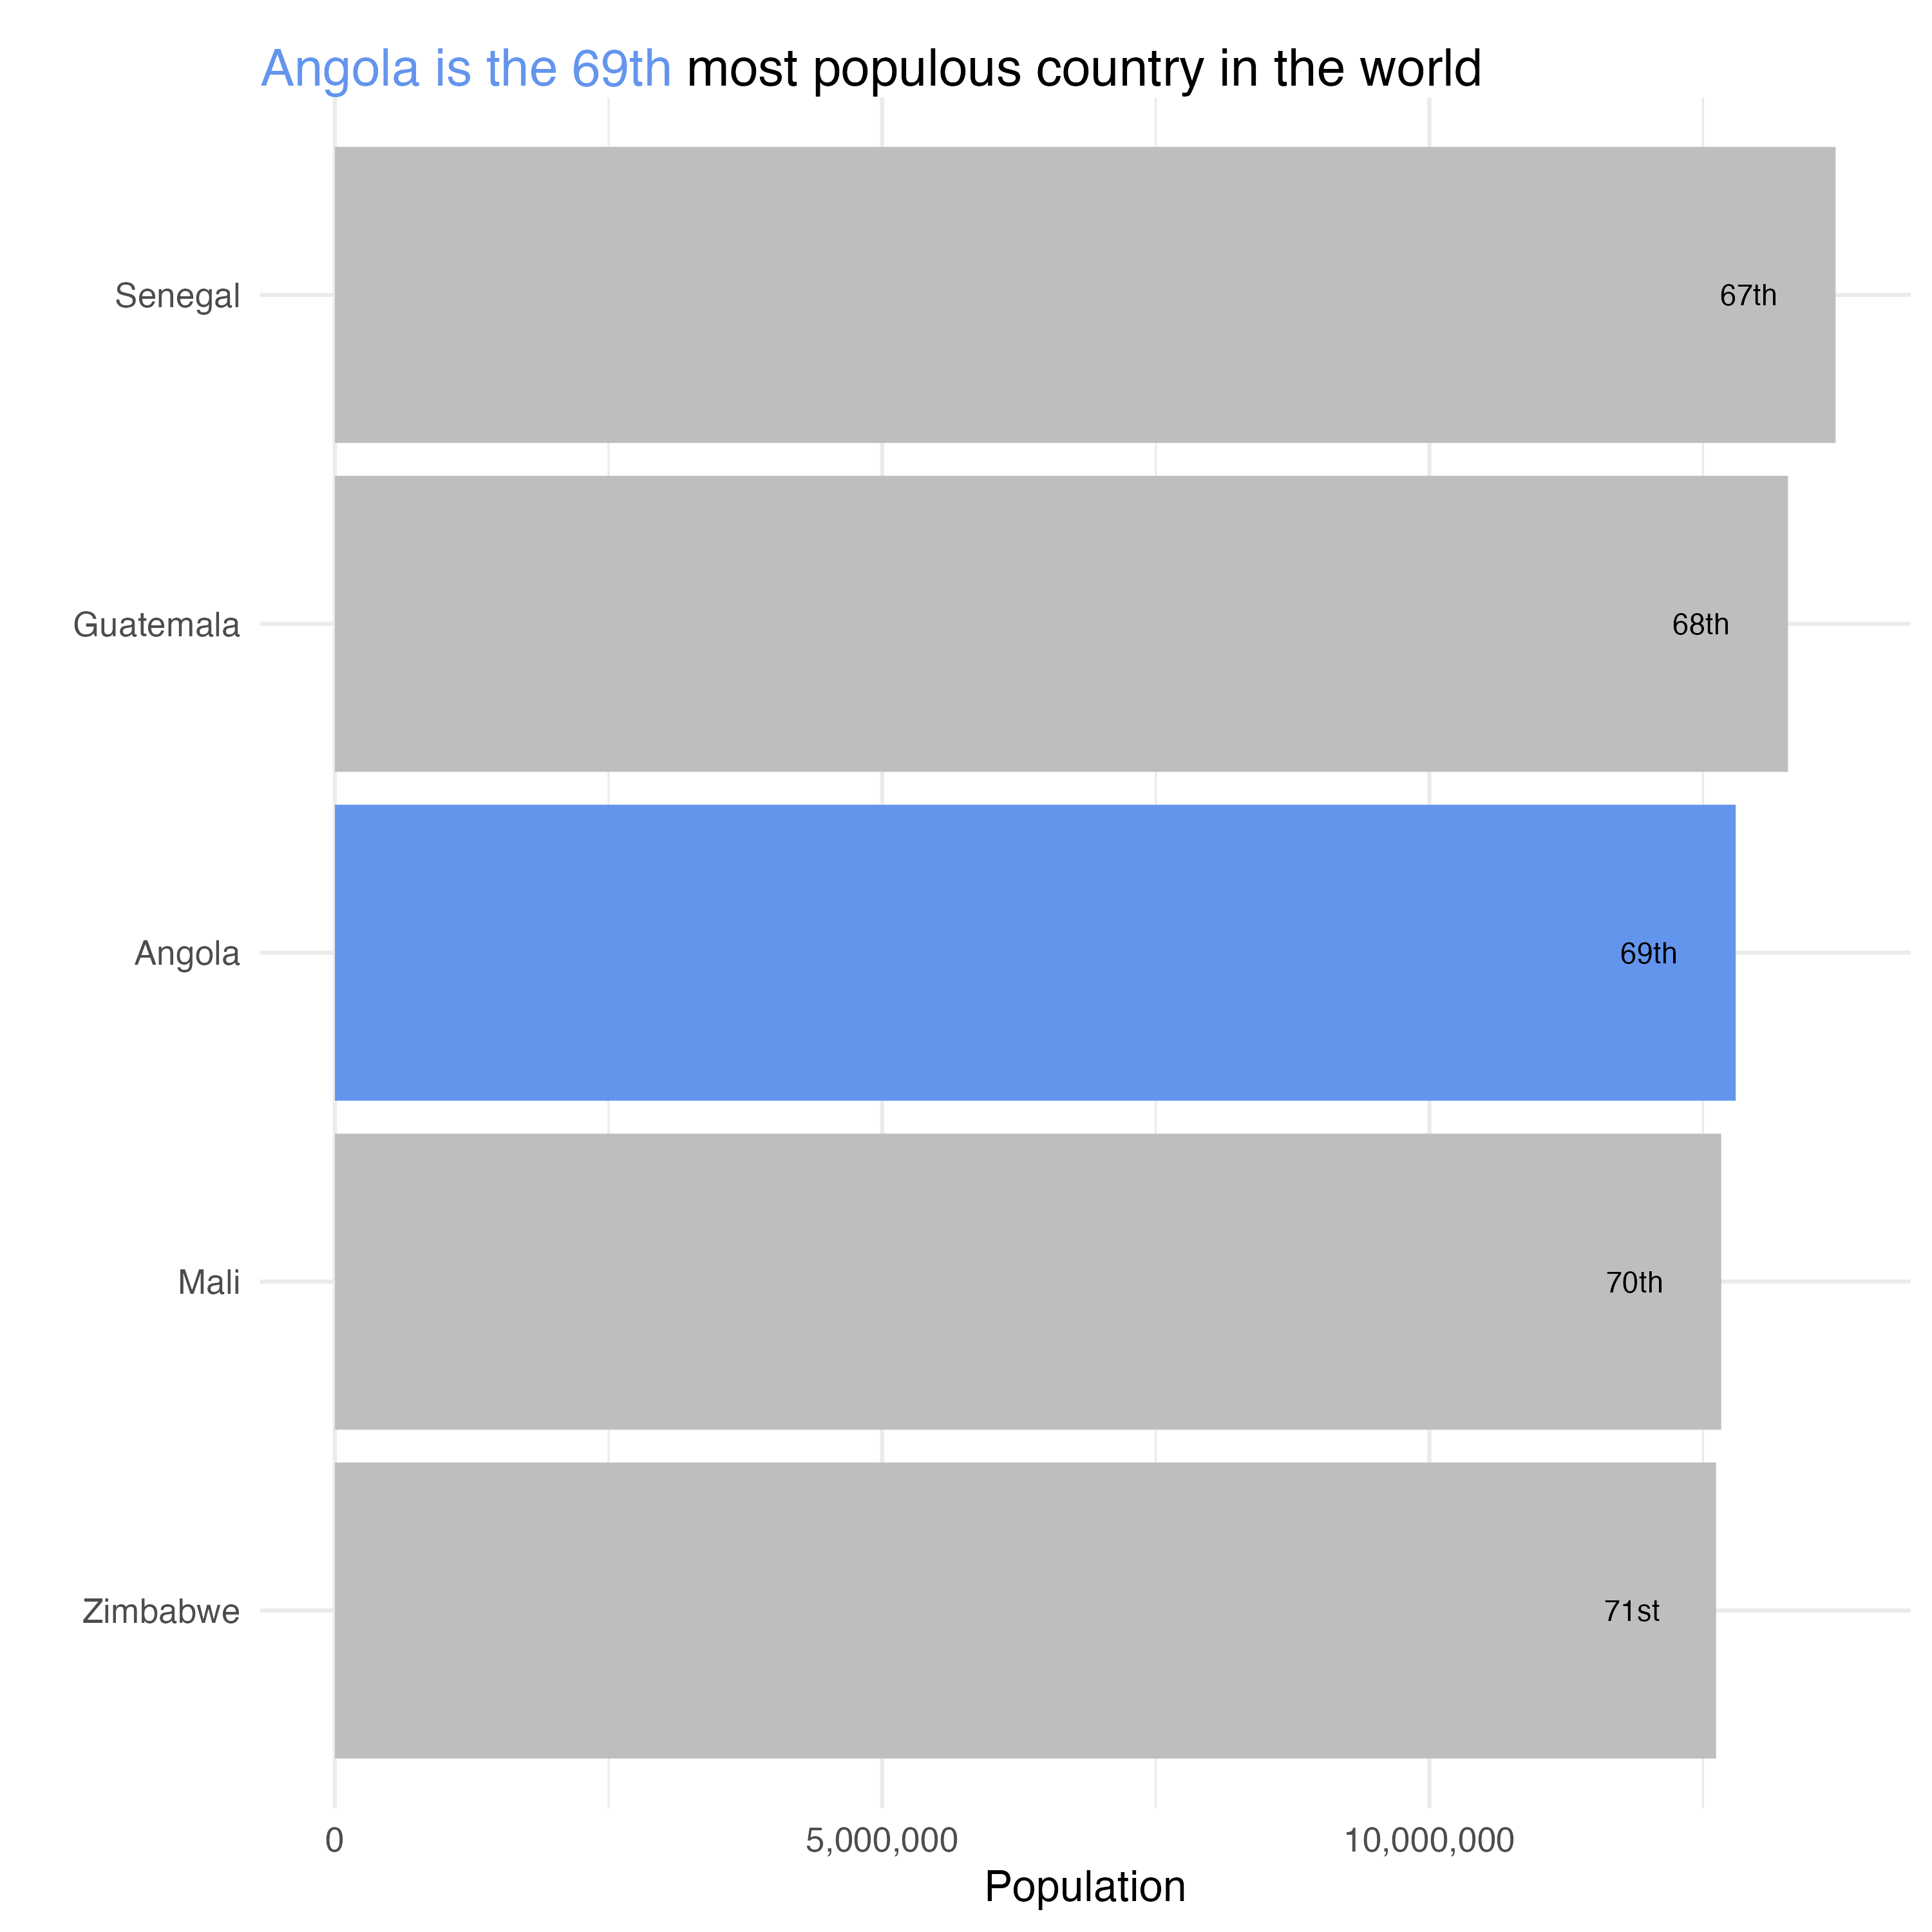 Angola is the 69th most populous country in the world
Senegal
67th
Guatemala
68th
Angola
69th
Mali
70th
Zimbabwe
71st
0
5,000,000
10,000,000
Population